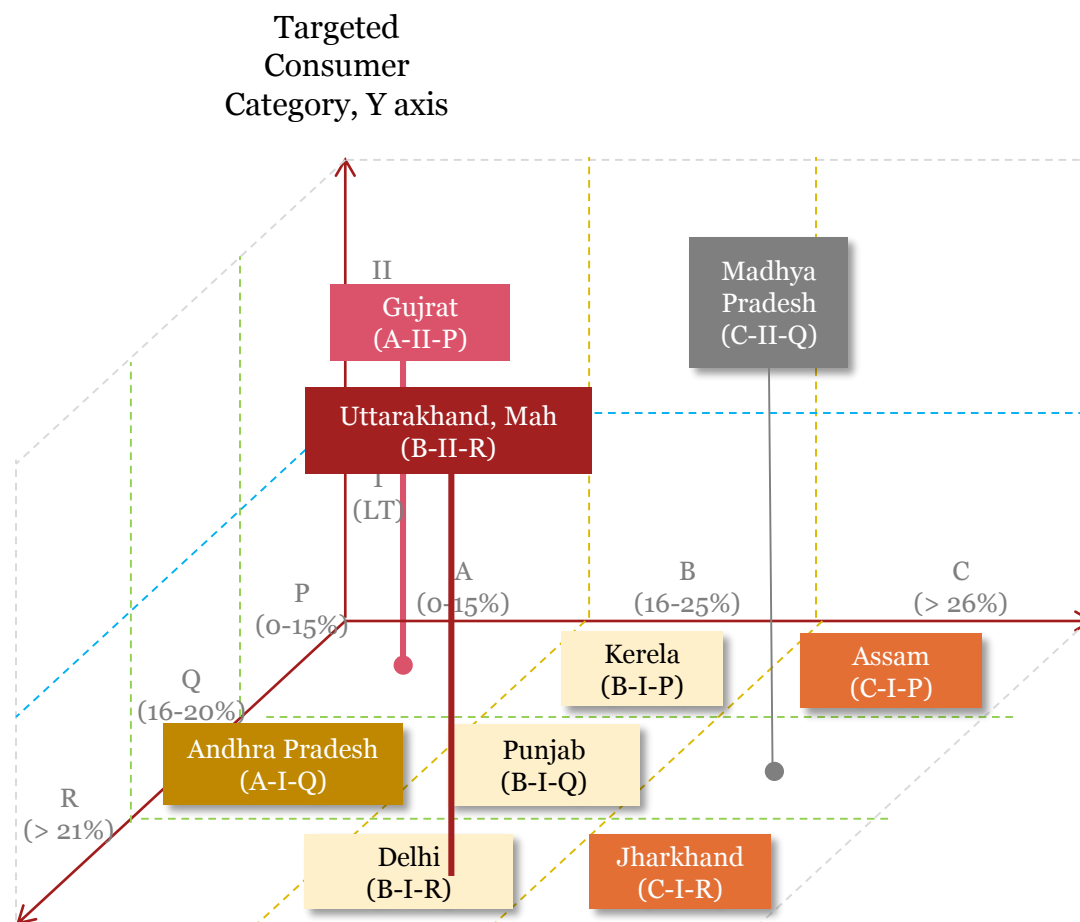 Targeted
Consumer
Category, Y axis
II
Gujrat
(A-II-P)
Madhya
Pradesh
(C-II-Q)
Uttarakhand, Mah
(B-II-R)
I
(LT)
P
(0-15%)
A
(0-15%)
B
(16-25%)
C
(> 26%)
Kerela
(B-I-P)
Assam
(C-I-P)
Q
(16-20%)
Andhra Pradesh
(A-I-Q)
Punjab
(B-I-Q)
R
(> 21%)
Delhi
(B-I-R)
Jharkhand
(C-I-R)